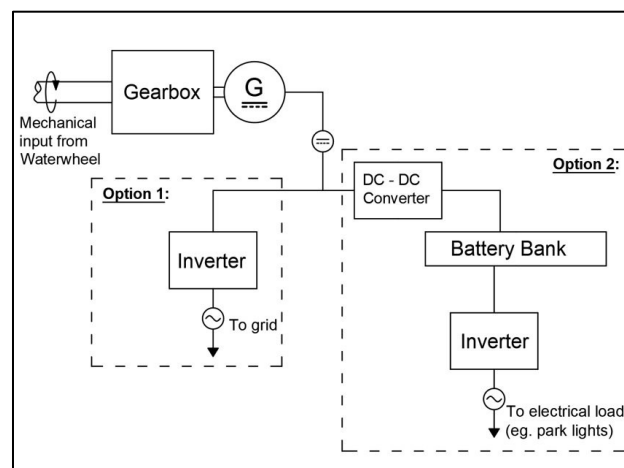 Gearbox
G
Mechanical
input from
Waterwheel
Option 1:
Inverter
To grid
Option 2:
DC - DC
Converter
Battery Bank
Inverter
To electrical load
(eg. park lights)